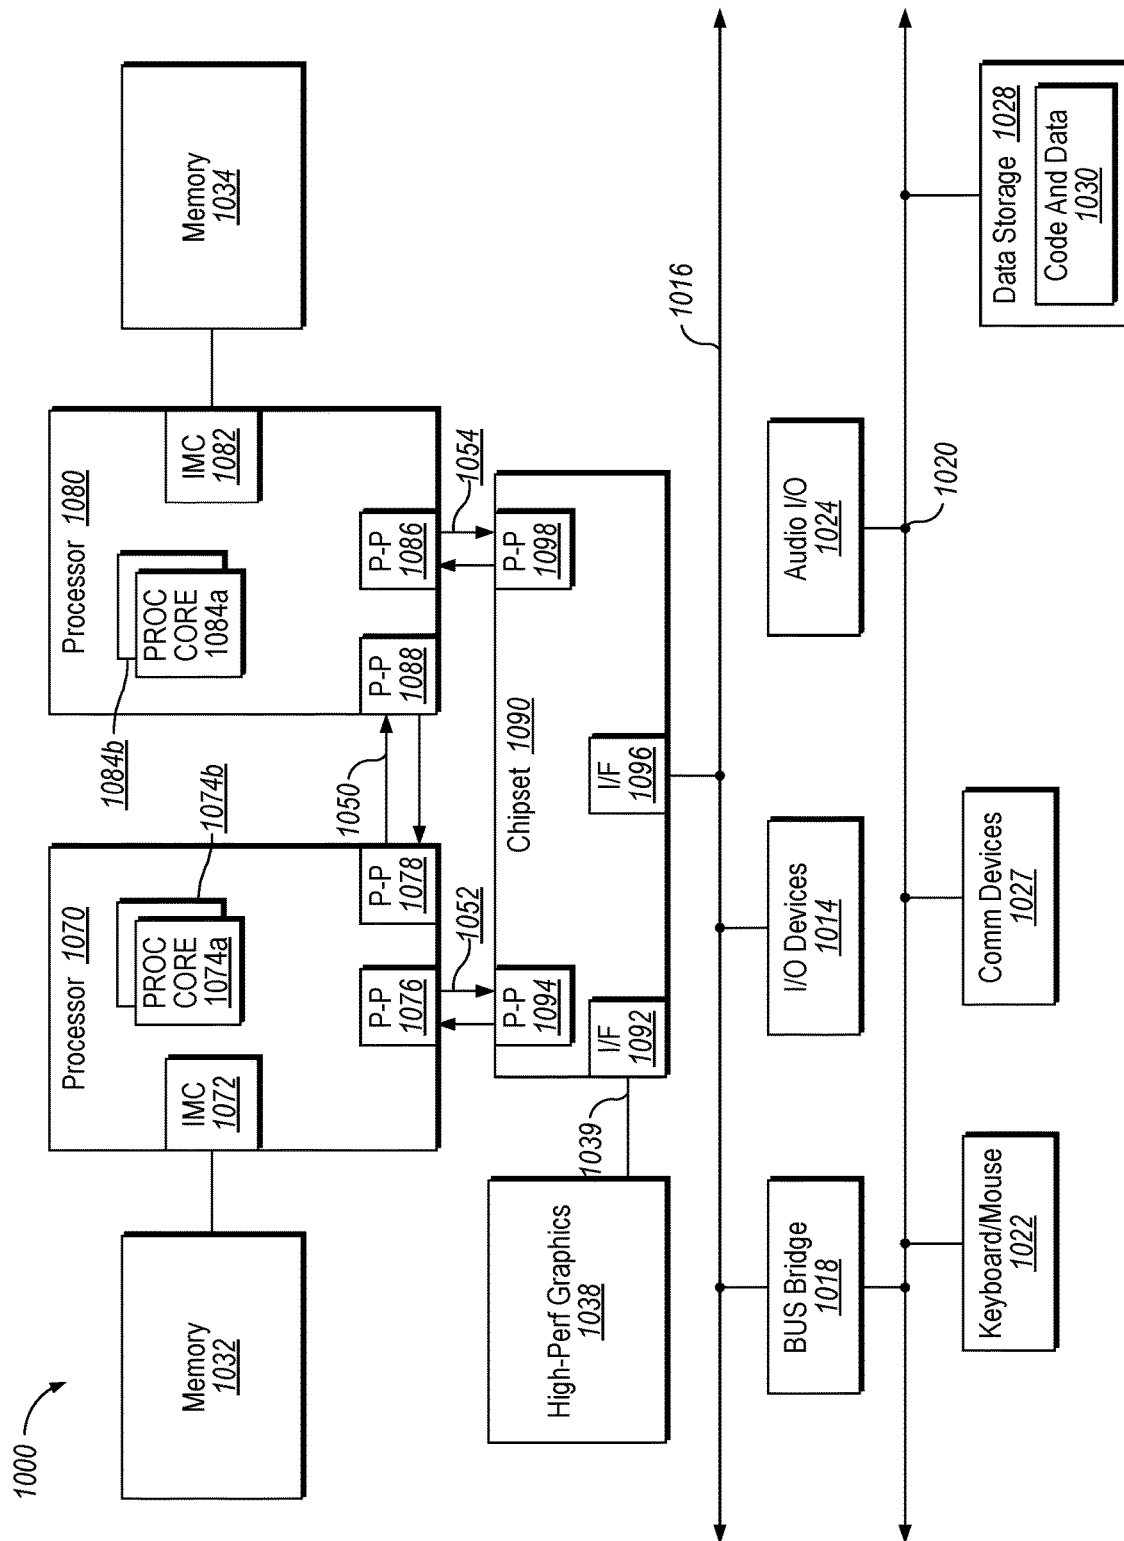 1000
Memory
1032
Processor 1070
IMC
1072
PROC
CORE
1074a
1074b
P-P
1076
P-P
1078
1050
1084b
Processor 1080
PROC
CORE
1084a
IMC
1082
P-P
1088
P-P
1086
Memory
1034
1052
1054
High-Perf Graphics
1038
1039
P-P
1094
I/F
1092
Chipset 1090
P-P
1098
I/F
1096
1016
BUS Bridge
1018
I/O Devices
1014
Audio I/O
1024
1020
Keyboard/Mouse
1022
Comm Devices
1027
Data Storage 1028
Code And Data
1030